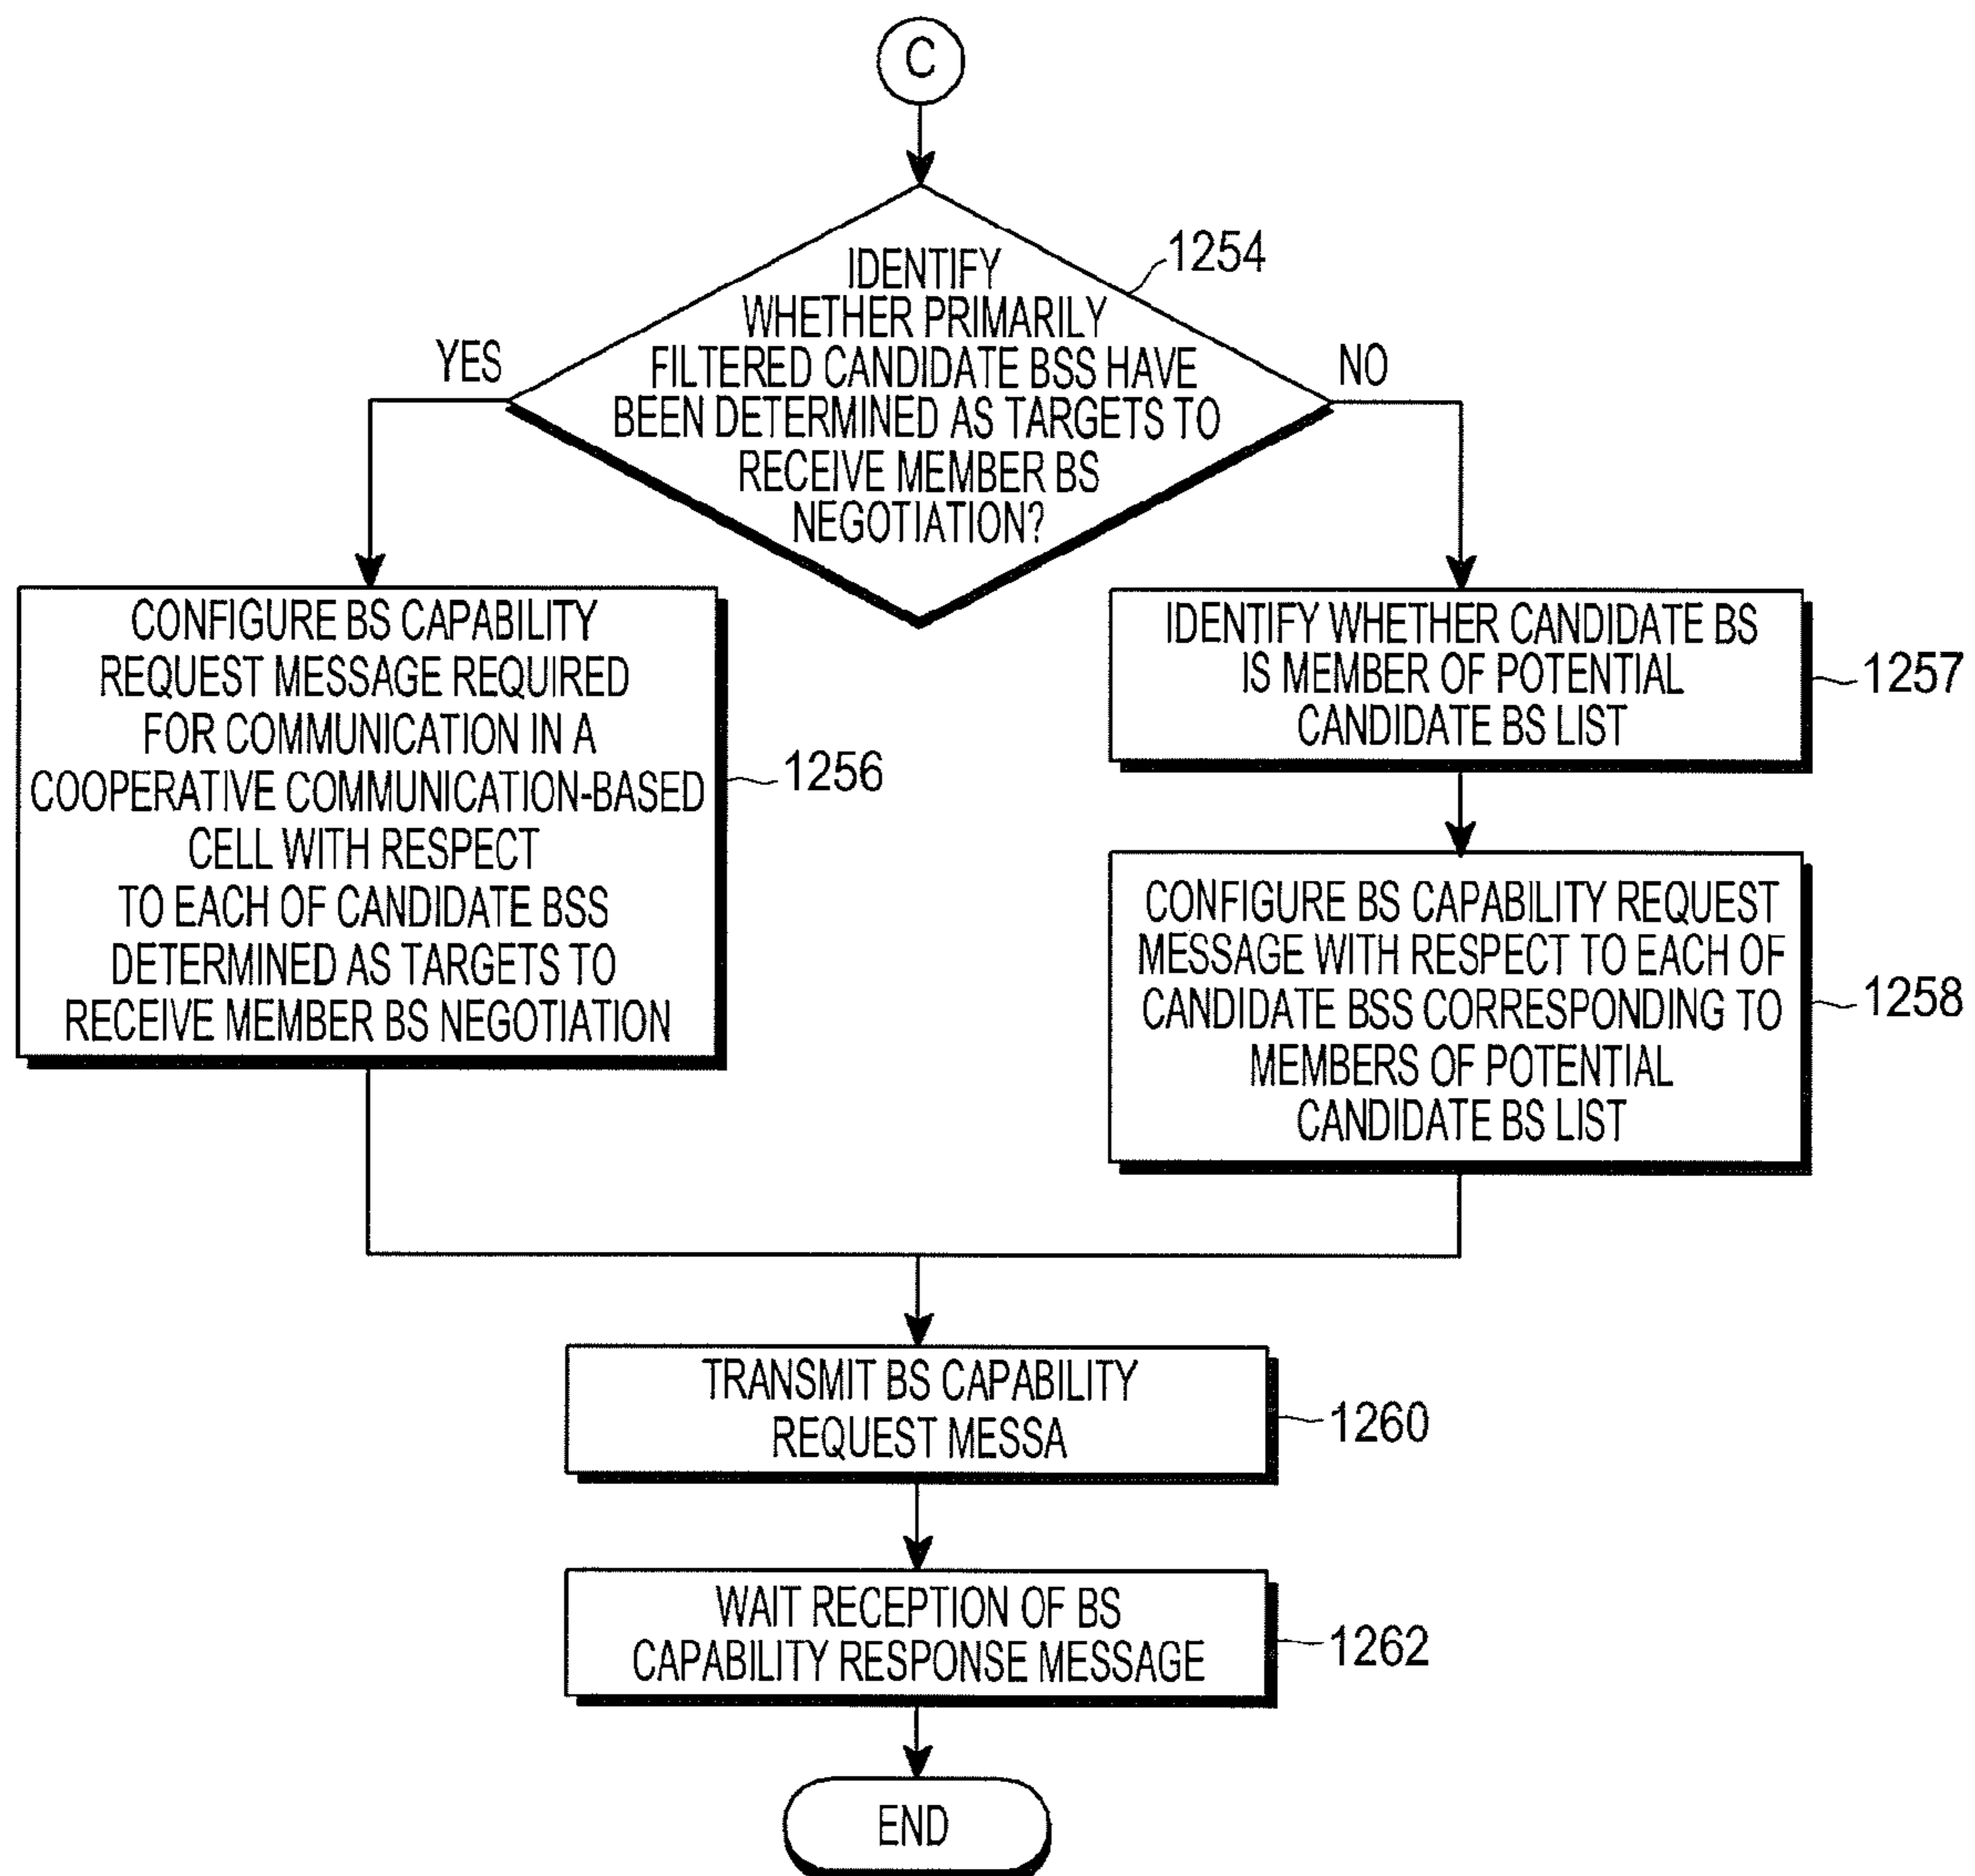 C
IDENTIFY
WHETHER PRIMARILY
FILTERED CANDIDATE BSS HAVE
BEEN DETERMINED AS TARGETS TO
RECEIVE MEMBER BS
NEGOTIATION?
1254
YES
NO
CONFIGURE BS CAPABILITY
REQUEST MESSAGE REQUIRED
FOR COMMUNICATION IN A
COOPERATIVE COMMUNICATION-BASED
CELL WITH RESPECT
TO EACH OF CANDIDATE BSS
DETERMINED AS TARGETS TO
RECEIVE MEMBER BS NEGOTIATION
1256
IDENTIFY WHETHER CANDIDATE BS
IS MEMBER OF POTENTIAL
CANDIDATE BS LIST
1257
CONFIGURE BS CAPABILITY REQUEST
MESSAGE WITH RESPECT TO EACH OF
CANDIDATE BSS CORRESPONDING TO
MEMBERS OF POTENTIAL
CANDIDATE BS LIST
1258
TRANSMIT BS CAPABILITY
REQUEST MESSA
1260
WAIT RECEPTION OF BS
CAPABILITY RESPONSE MESSAGE
1262
END